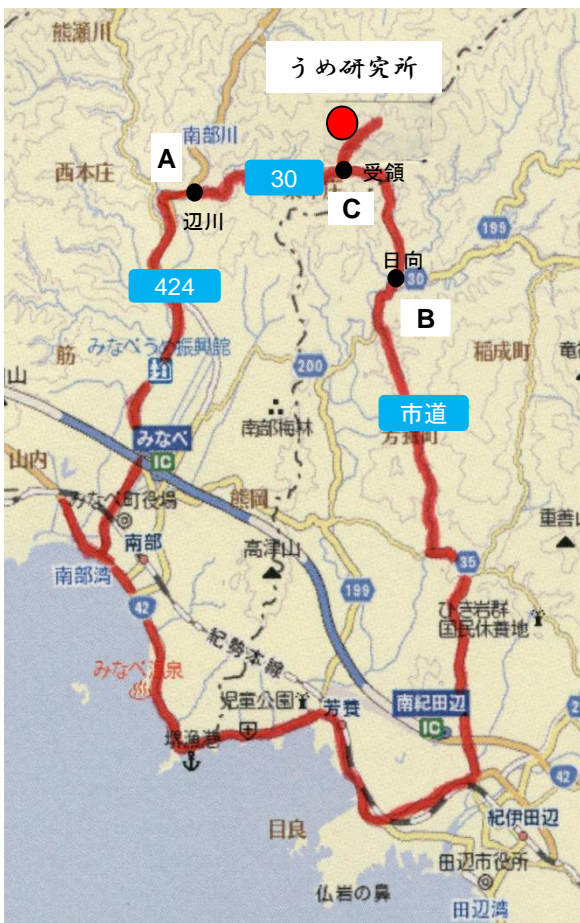 熊瀬川
うめ研究所
南部川
A
西本庄
30
受領
C
辺川
199
日向
30
B
424
みなべうめ振興館
筋
稲成町
200
市道
南部梅林
みなべ
IC
山内
みなべ町役場
熊岡
重善山
35
南部
高津山
南部湾
199
ひき岩群
国民休養地
42
紀勢本線
みなべ温泉
児童公園
芳養
南紀田辺
IC
堺漁港
42
紀伊田辺
目良
田辺市役所
仏岩の鼻
田辺湾